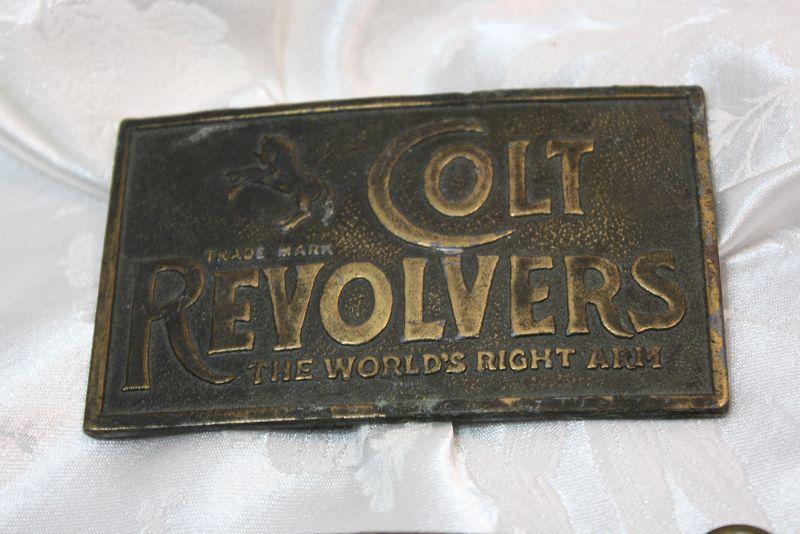 COLT
TRADE MARK
REVOLVERS
THE WORLD'S RIGHT ARM